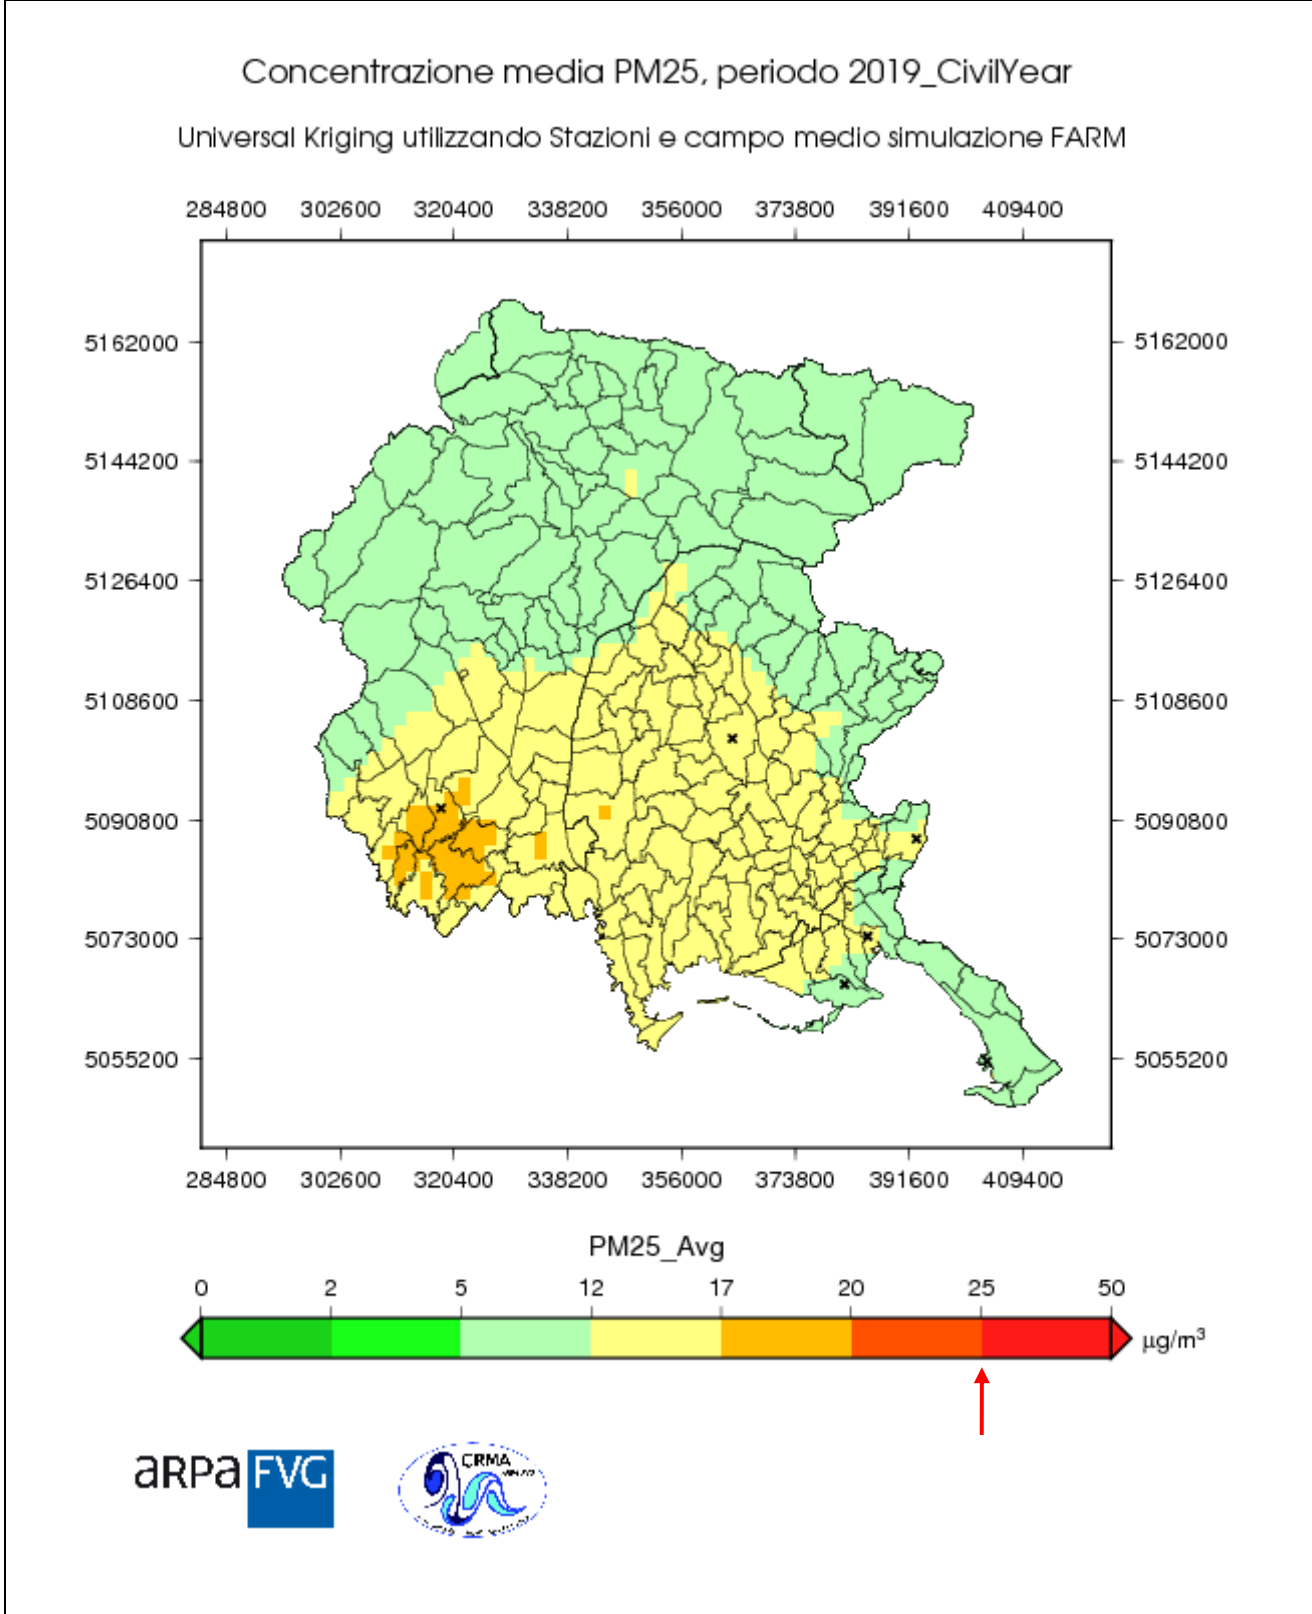 Concentrazione media PM25, periodo 2019_CivilYear
Universal Kriging utilizzando Stazioni e campo medio simulazione FARM
284800 302600 320400 338200 356000 373800 391600 409400
5162000 5162000
5144200 5144200
5126400 5126400
5108600 5108600
5090800 5090800
5073000 5073000
5055200 5055200
284800 302600 320400 338200 356000 373800 391600 409400
PM25_Avg
0 2 5 12 17 20 25 50
µg/m³
aRPa FVG
CRMA